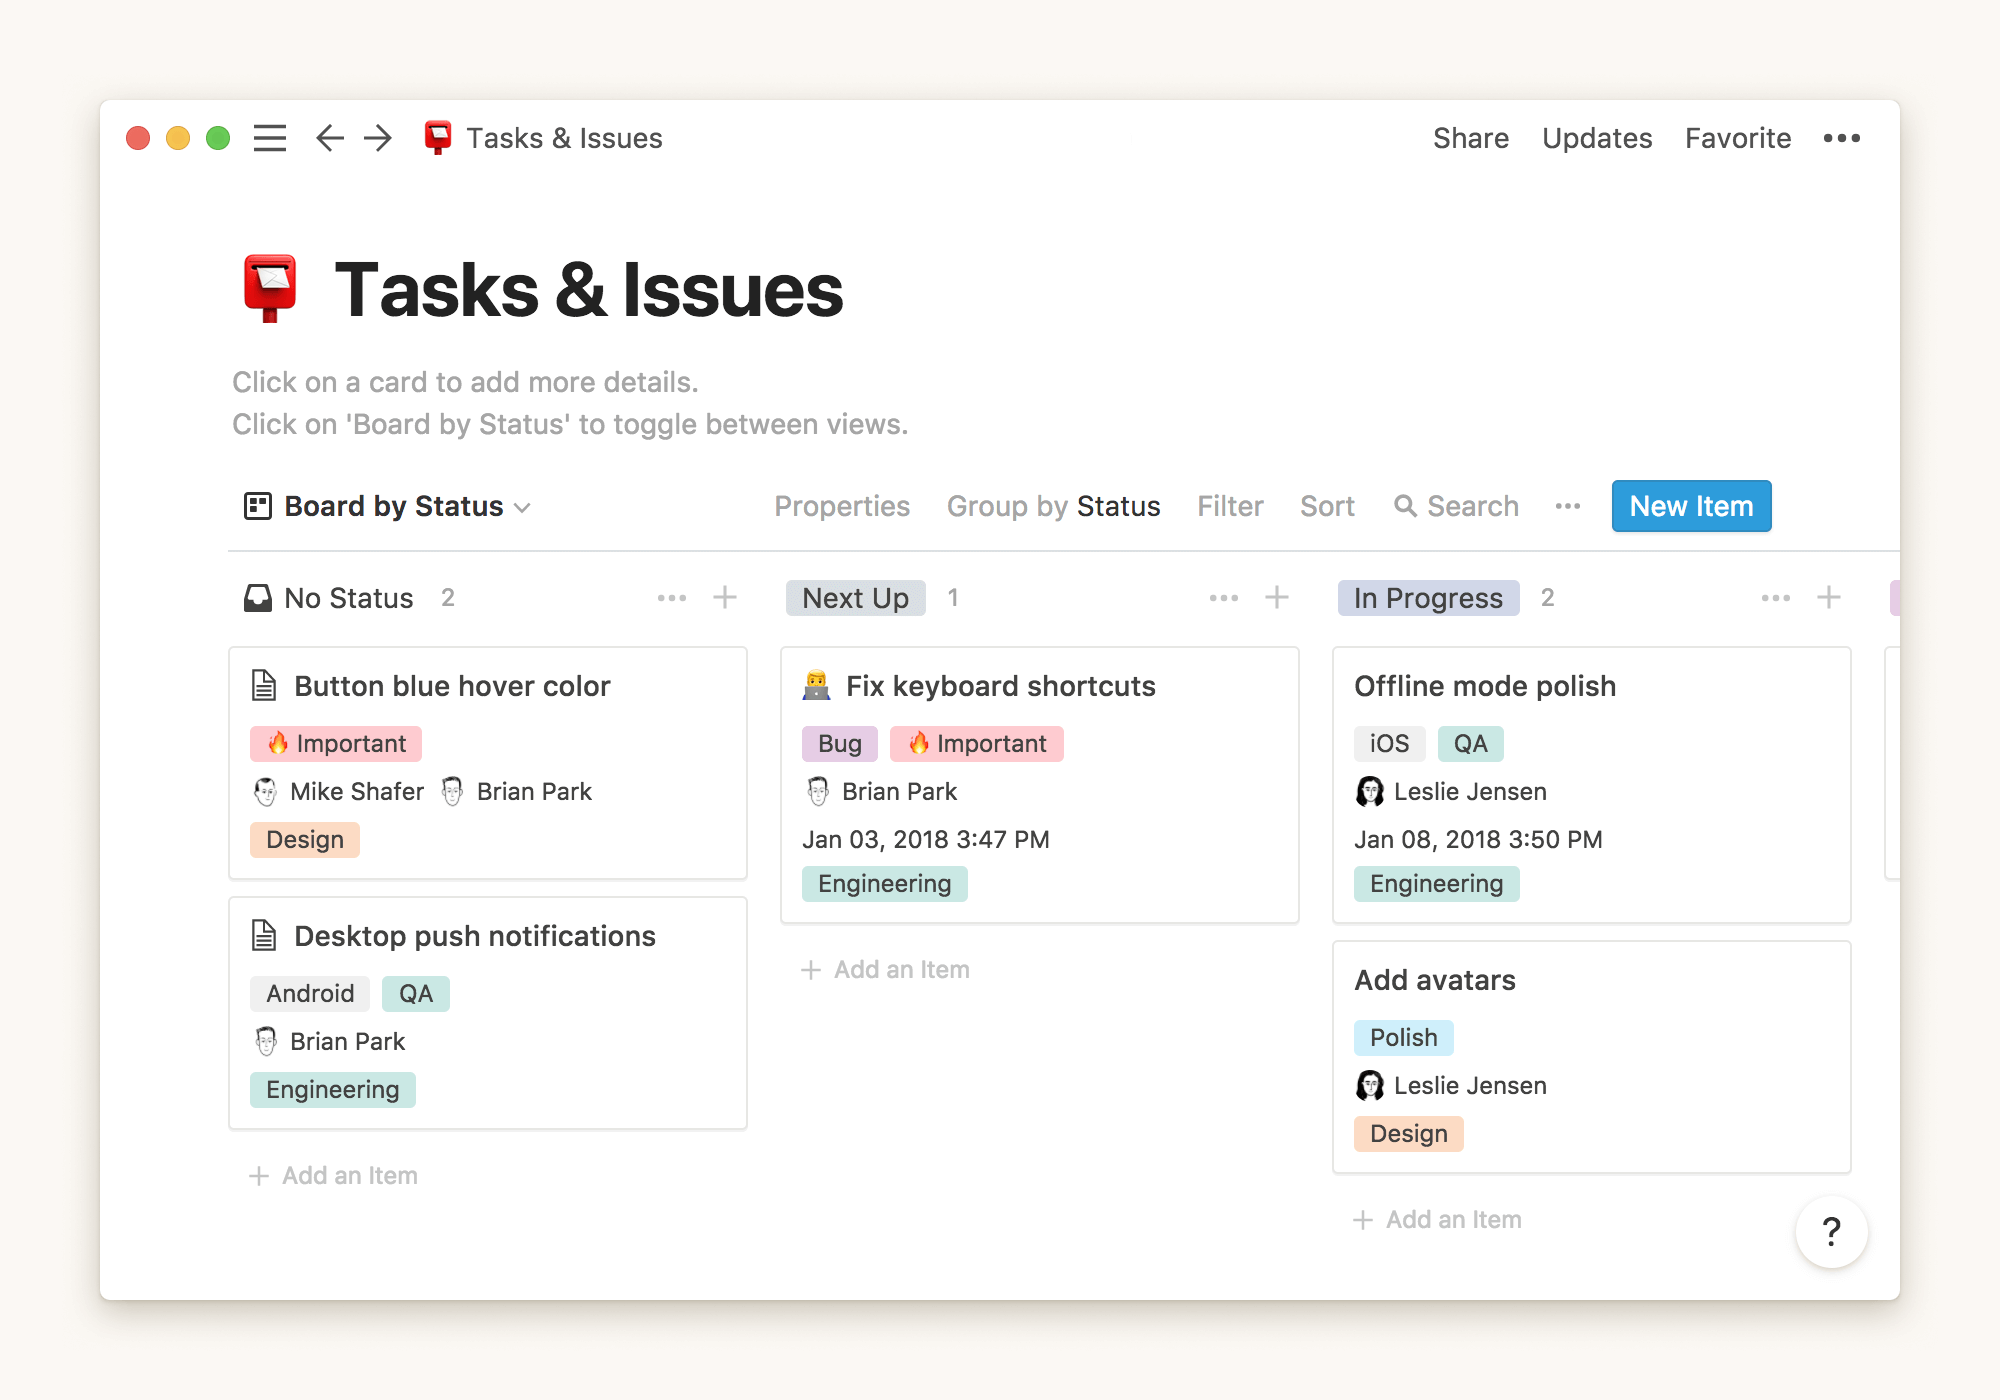 Tasks & Issues
Share Updates Favorite
Tasks & Issues
Click on a card to add more details.
Click on 'Board by Status' to toggle between views.
Board by Status Properties Group by Status Filter Sort Search New Item
No Status 2
Button blue hover color
Important
Mike Shafer Brian Park
Design
Desktop push notifications
Android QA
Brian Park
Engineering
Add an Item
Next Up 1
Fix keyboard shortcuts
Bug Important
Brian Park
Jan 03, 2018 3:47 PM
Engineering
Add an Item
In Progress 2
Offline mode polish
iOS QA
Leslie Jensen
Jan 08, 2018 3:50 PM
Engineering
Add avatars
Polish
Leslie Jensen
Design
Add an Item
?